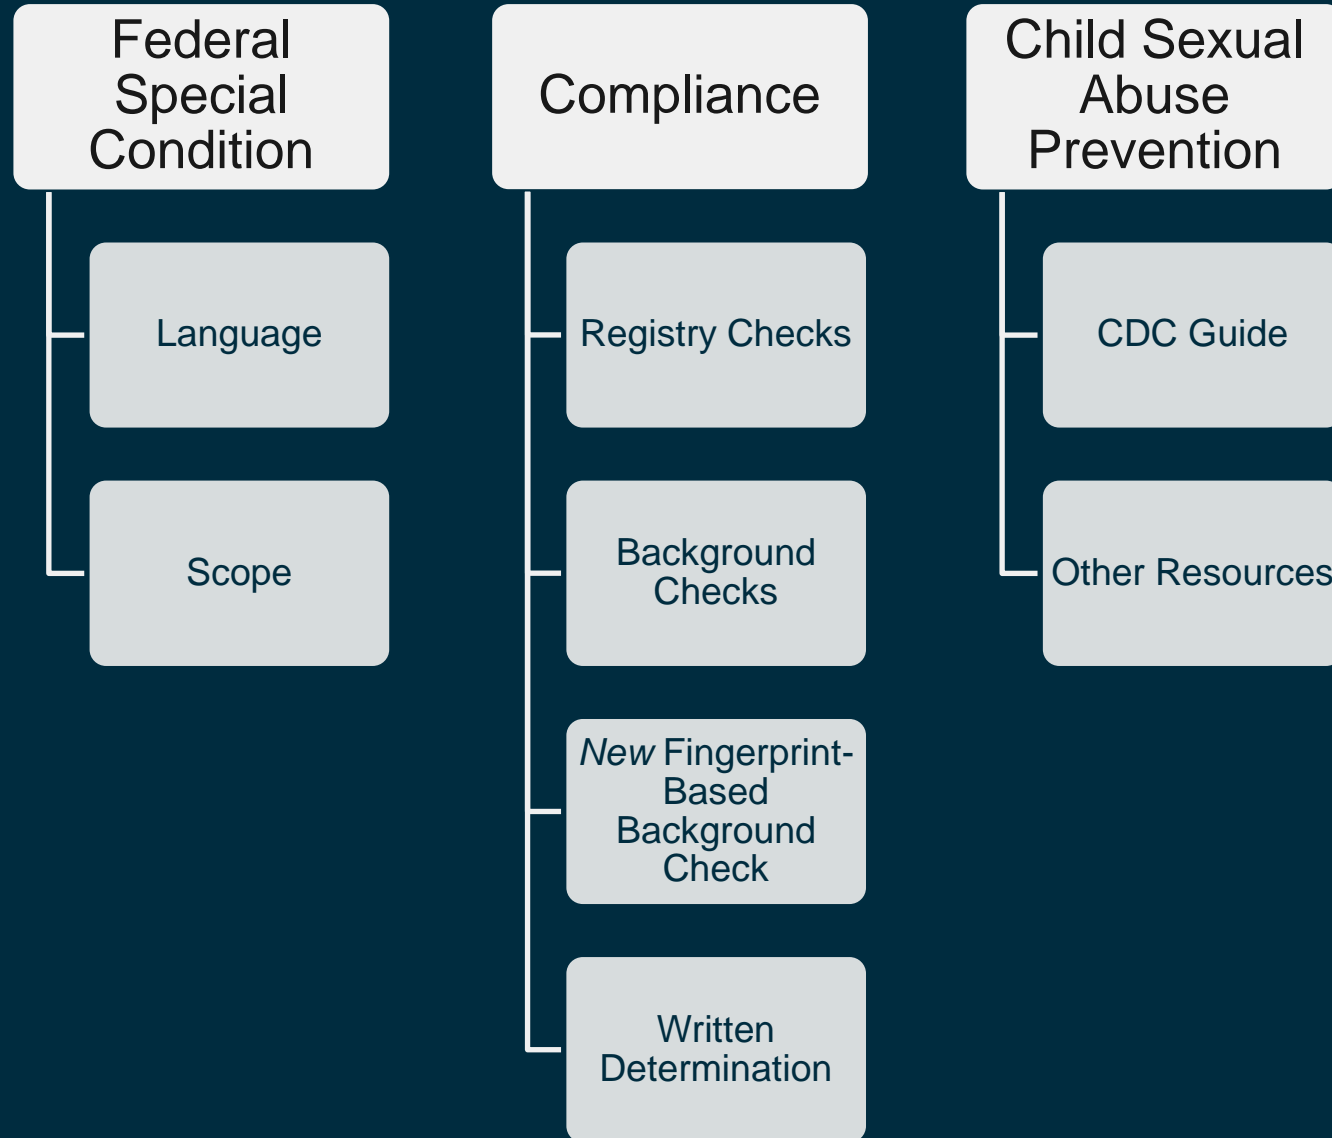 Federal
Special
Condition
Language
Scope
Compliance
Registry Checks
Background
Checks
New Fingerprint-
Based
Background
Check
Written
Determination
Child Sexual
Abuse
Prevention
CDC Guide
Other Resources